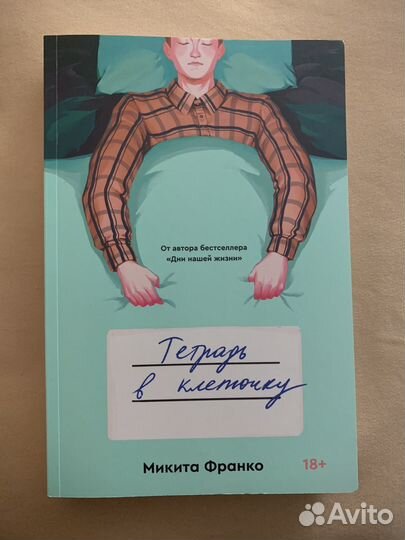 От автора бестселлера
«Дни нашей жизни»
Тетрадь
в клеточку
Микита Франко
18+
Avito